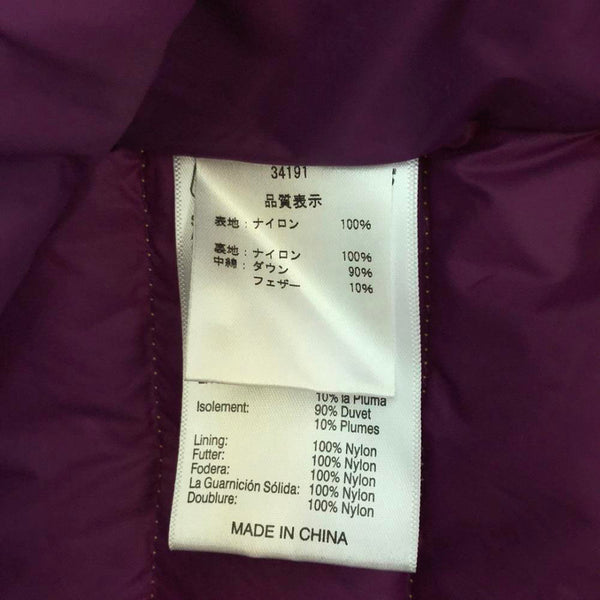 34191
品質表示
表地:ナイロン 100%
裏地:ナイロン 100%
中綿:ダウン 90%
フェザー 10%
10% la Pluma
Isolement: 90% Duvet
10% Plumes
Lining: 100% Nylon
Futter: 100% Nylon
Fodera: 100% Nylon
La Guarnición Sólida: 100% Nylon
Doublure: 100% Nylon
MADE IN CHINA